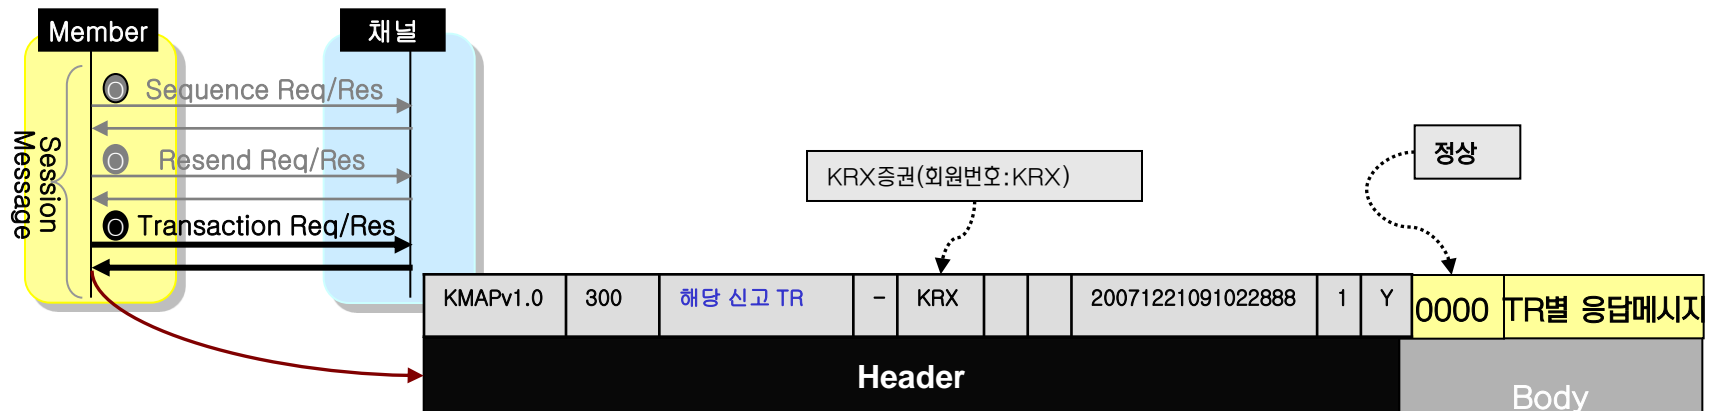 Member
채널
O Sequence Req/Res
O Resend Req/Res
O Transaction Req/Res
Session
Message
KRX증권(회원번호:KRX)
정상
KMAPv1.0 300 해당 신고 TR - KRX 20071221091022888 1 Y 0000 TR별 응답메시지
Header
Body